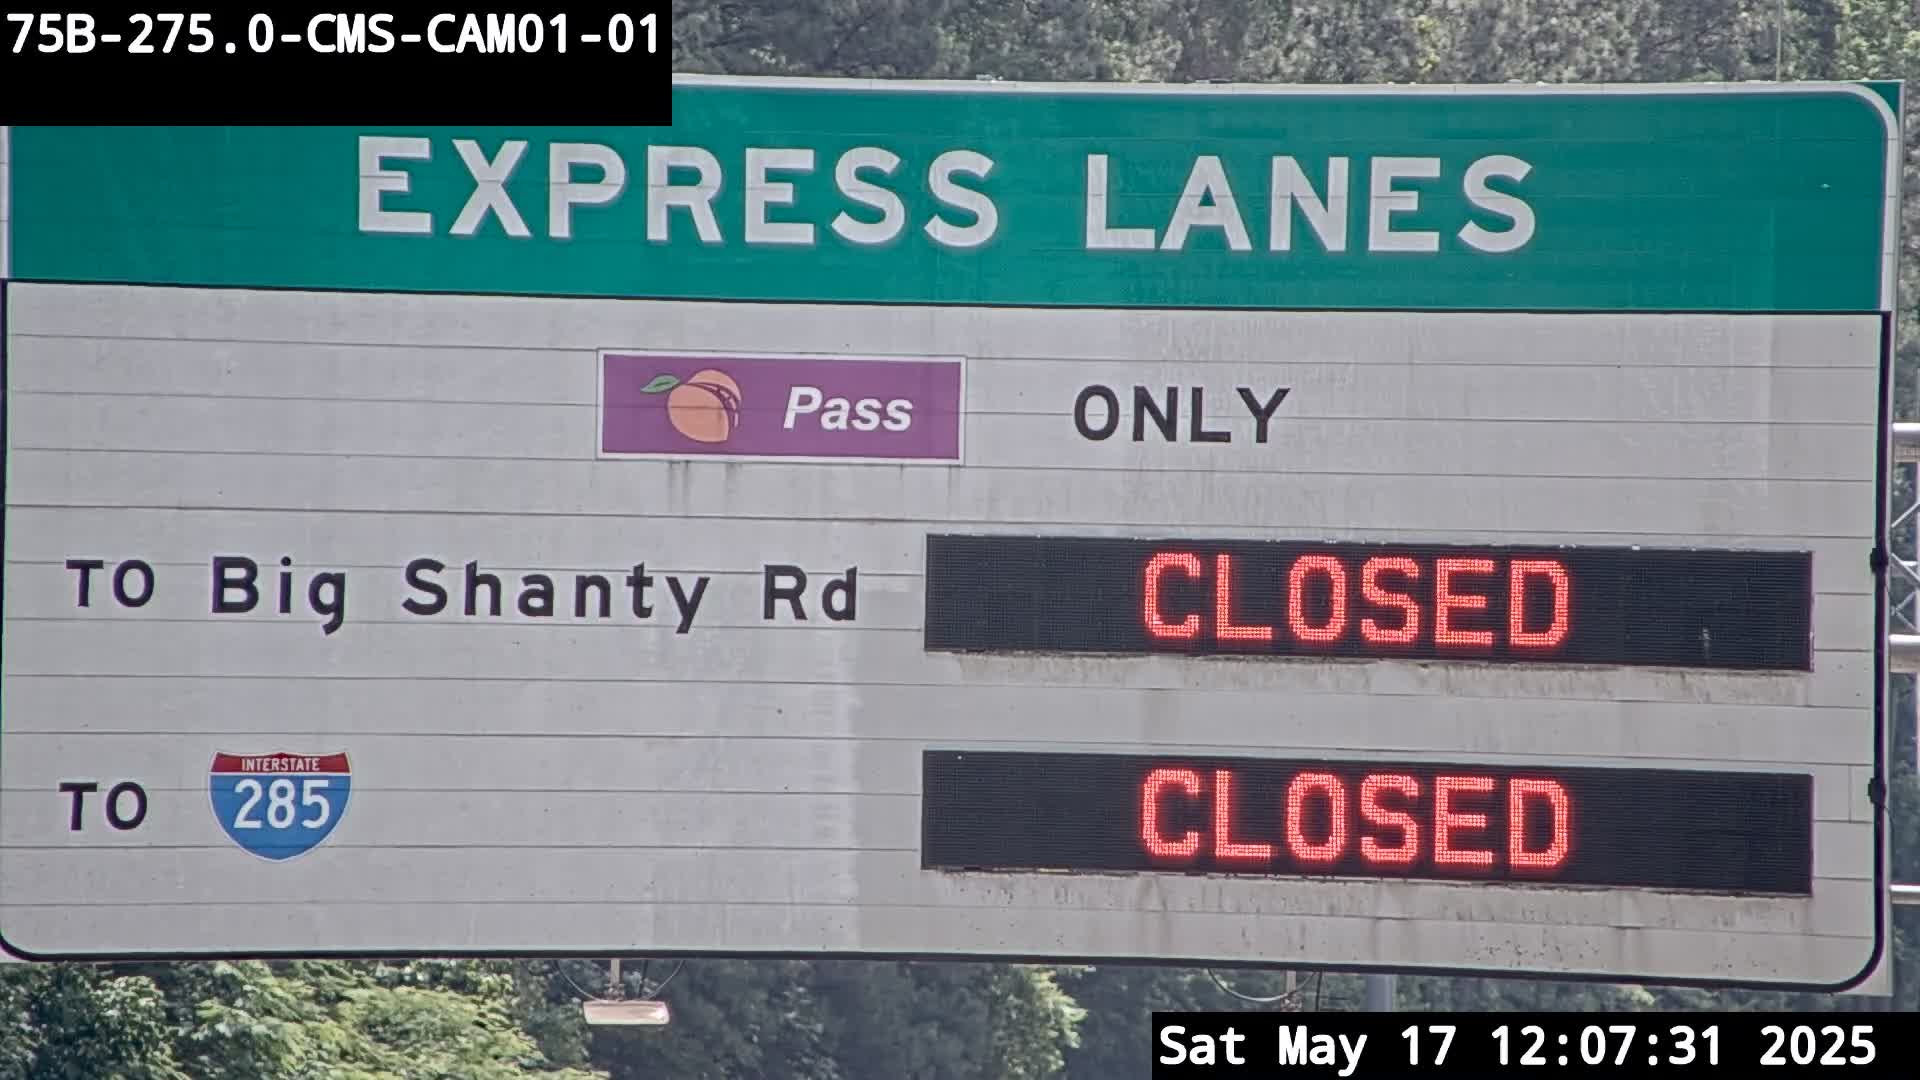 75B-275.0-CMS-CAM01-01
EXPRESS LANES
Pass ONLY
TO Big Shanty Rd CLOSED
INTERSTATE
TO 285 CLOSED
Sat May 17 12:07:31 2025